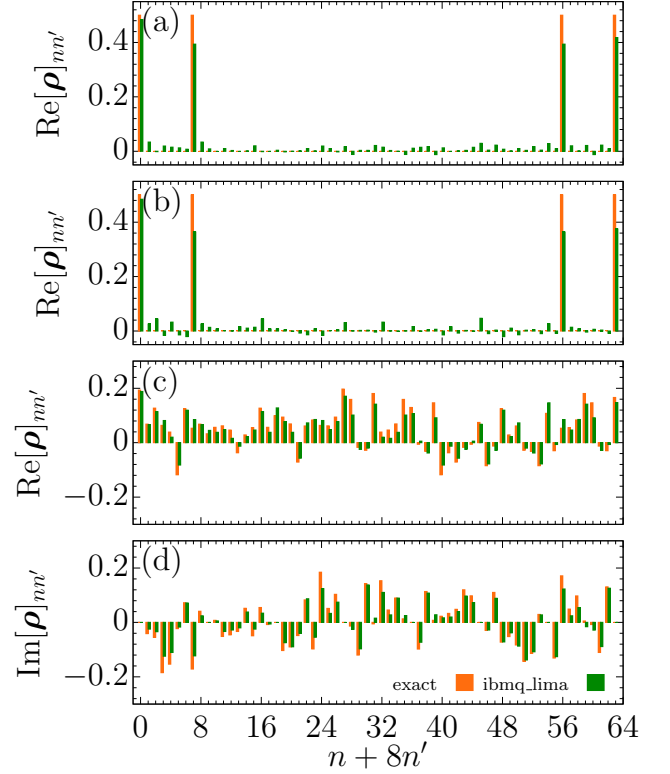 (a)
Re[ρ]nn′
0.4
0.2
0
(b)
Re[ρ]nn′
0.4
0.2
0
(c)
Re[ρ]nn′
0.2
0
−0.2
(d)
Im[ρ]nn′
0.2
0
−0.2
exact ibmq_lima
0 8 16 24 32 40 48 56 64
n + 8n′